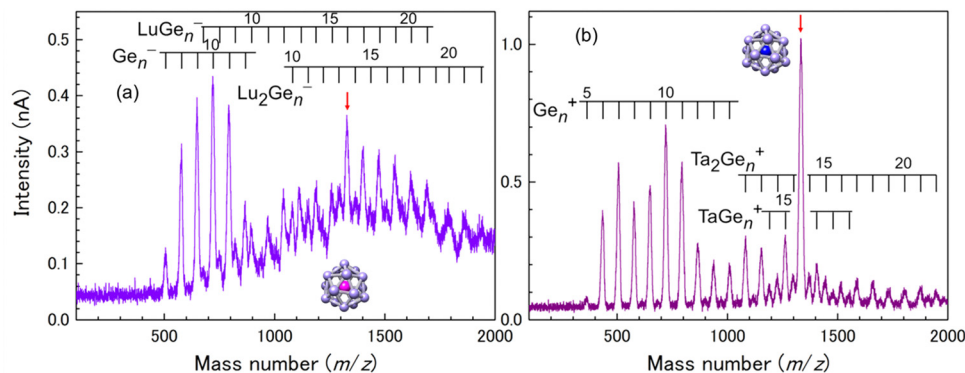 LuGeₙ⁻ 10 15 20
Geₙ⁻ 10
10 15 20
Lu₂Geₙ⁻
(a)
0.5
0.4
0.3
0.2
0.1
0.0
Intensity (nA)
500 1000 1500 2000
Mass number (m/z)
(b)
1.0
0.5
0.0
5 10
Geₙ⁺
Ta₂Geₙ⁺ 15 20
TaGeₙ⁺ 15
500 1000 1500 2000
Mass number (m/z)